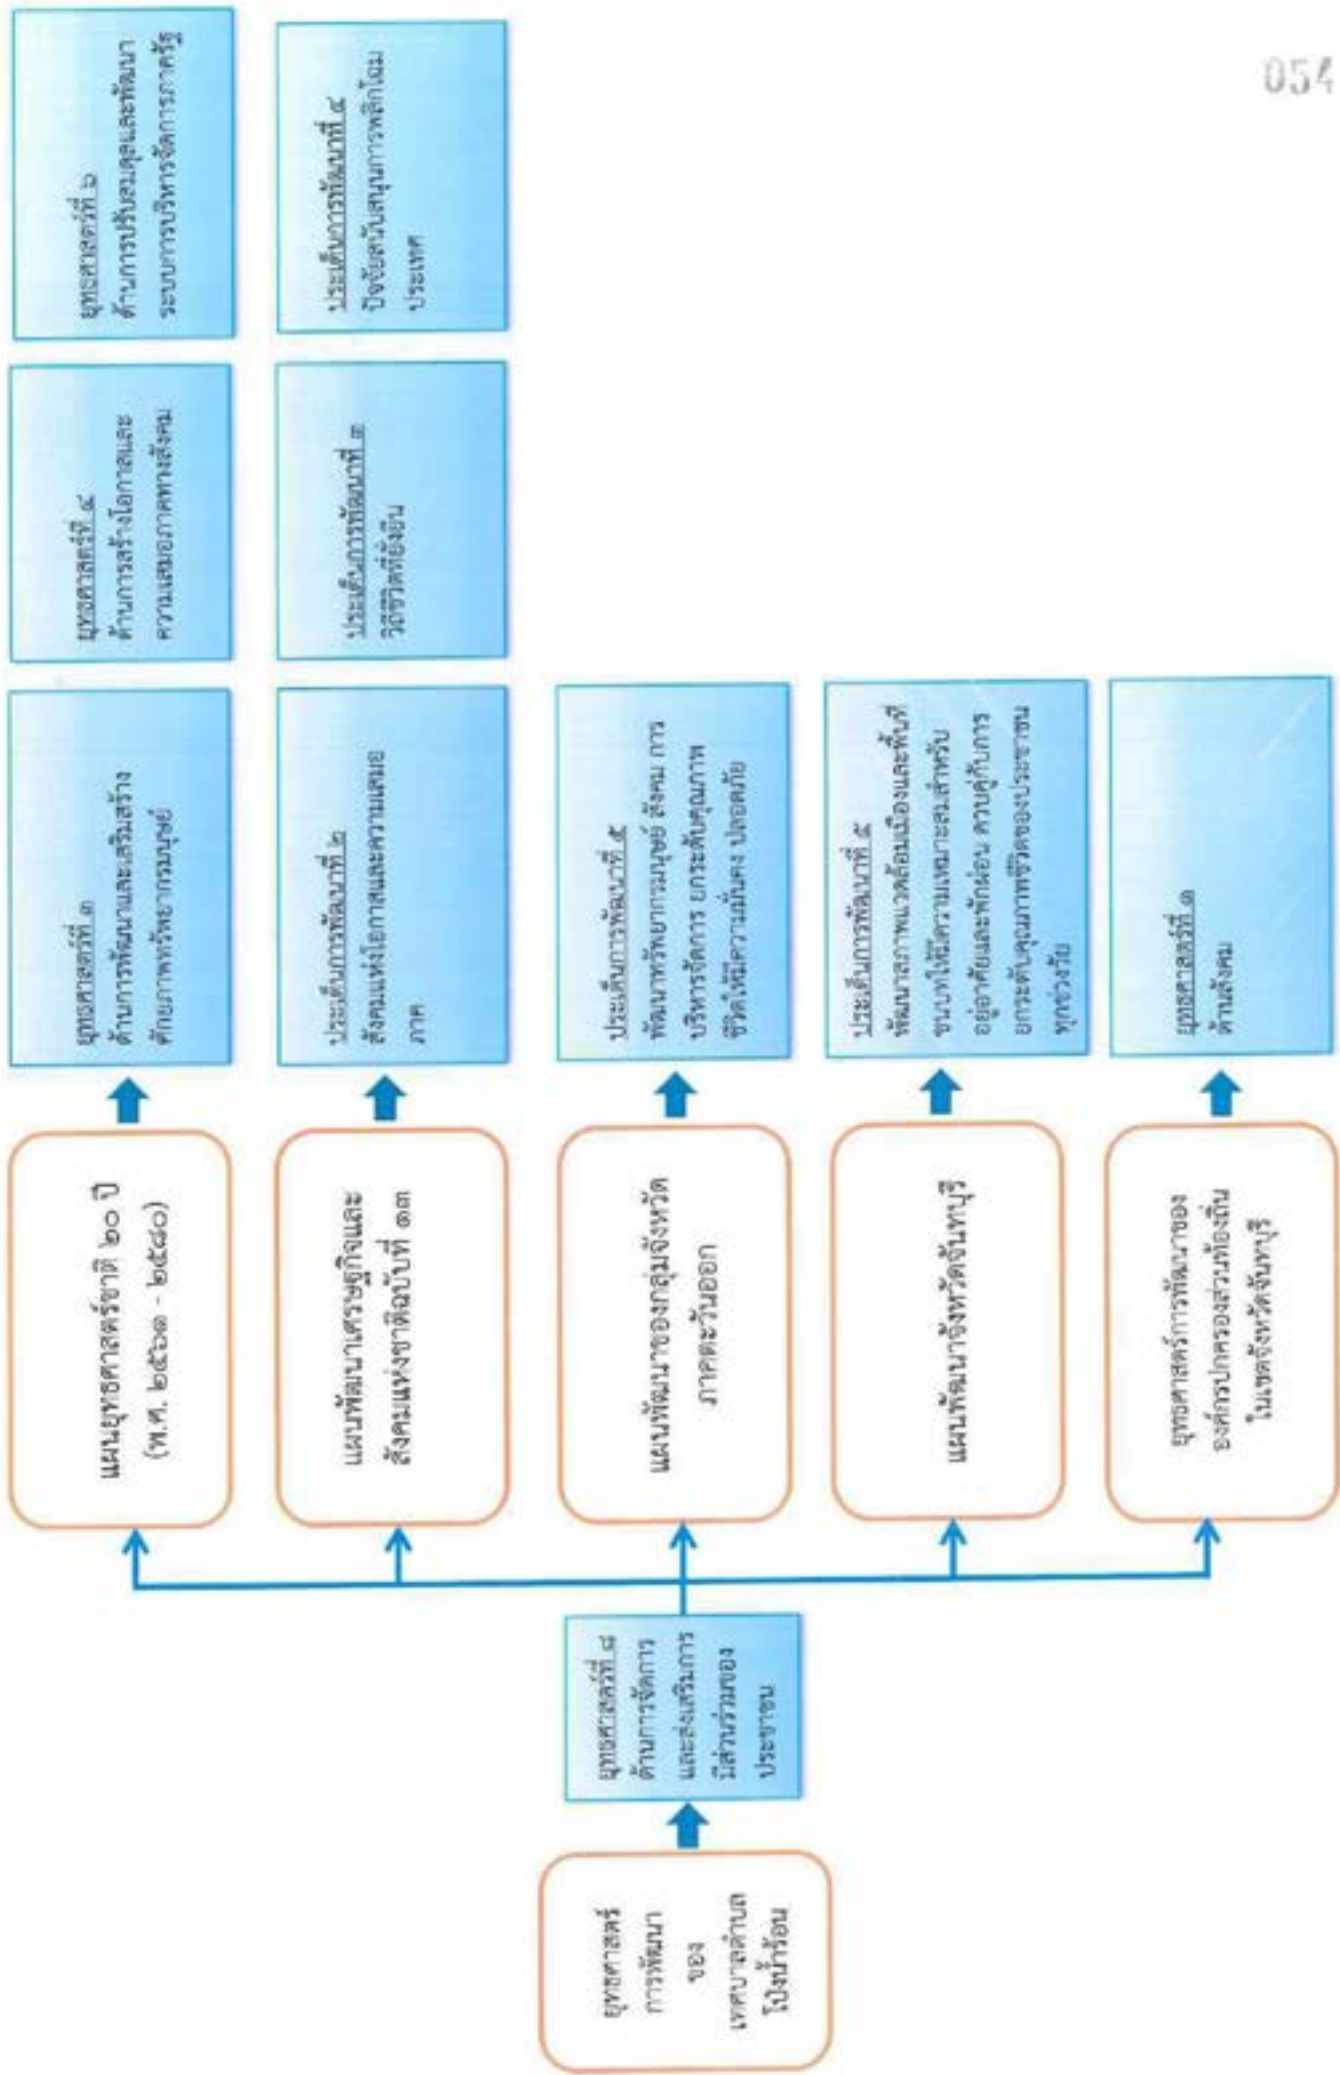 054
ยุทธศาสตร์
การพัฒนา
ของ
เทศบาลตำบล
โป่งน้ำร้อน
ยุทธศาสตร์ที่ ๘
ด้านการจัดการ
และส่งเสริมการ
มีส่วนร่วมของ
ประชาชน
แผนยุทธศาสตร์ชาติ ๒๐ ปี
(พ.ศ. ๒๕๖๑ - ๒๕๘๐)
ยุทธศาสตร์ที่ ๓
ด้านการพัฒนาและเสริมสร้าง
ศักยภาพทรัพยากรมนุษย์
ยุทธศาสตร์ที่ ๔
ด้านการสร้างโอกาสและ
ความเสมอภาคทางสังคม
ยุทธศาสตร์ที่ ๖
ด้านการปรับสมดุลและพัฒนา
ระบบการบริหารจัดการภาครัฐ
แผนพัฒนาเศรษฐกิจและ
สังคมแห่งชาติฉบับที่ ๑๓
ประเด็นการพัฒนาที่ ๒
สังคมแห่งโอกาสและความเสมอ
ภาค
ประเด็นการพัฒนาที่ ๓
วิถีชีวิตที่ยั่งยืน
ประเด็นการพัฒนาที่ ๔
ปัจจัยสนับสนุนการพลิกโฉม
ประเทศ
แผนพัฒนาของกลุ่มจังหวัด
ภาคตะวันออก
ประเด็นการพัฒนาที่ ๕
พัฒนาทรัพยากรมนุษย์ สังคม การ
บริหารจัดการ ยกระดับคุณภาพ
ชีวิตให้มีความมั่นคง ปลอดภัย
แผนพัฒนาจังหวัดจันทบุรี
ประเด็นการพัฒนาที่ ๕
พัฒนาสภาพแวดล้อมเมืองและพื้นที่
ชนบทให้มีความเหมาะสมสำหรับ
อยู่อาศัยและพักผ่อน ควบคู่กับการ
ยกระดับคุณภาพชีวิตของประชาชน
ทุกช่วงวัย
ยุทธศาสตร์การพัฒนาของ
องค์กรปกครองส่วนท้องถิ่น
ในเขตจังหวัดจันทบุรี
ยุทธศาสตร์ที่ ๑
ด้านสังคม